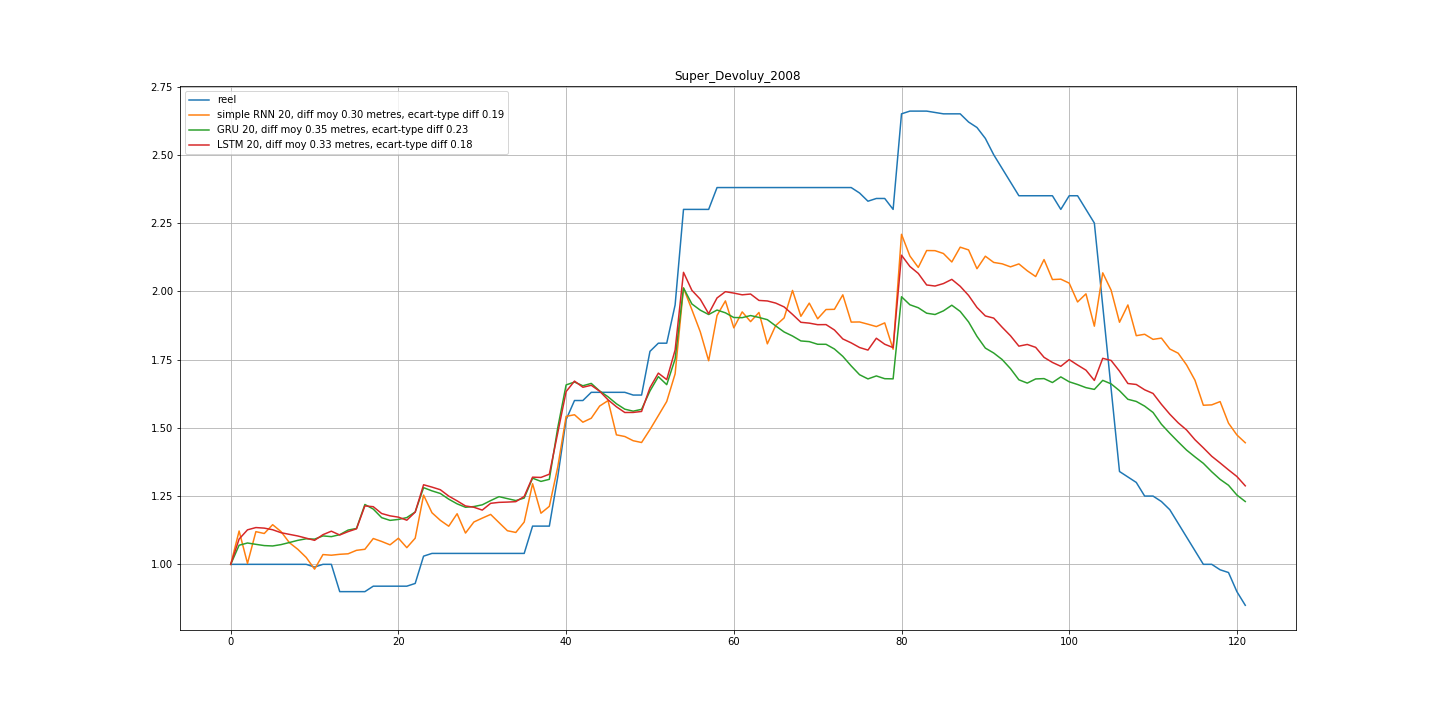 Super_Devoluy_2008
reel
simple RNN 20, diff moy 0.30 metres, ecart-type diff 0.19
GRU 20, diff moy 0.35 metres, ecart-type diff 0.23
LSTM 20, diff moy 0.33 metres, ecart-type diff 0.18
2.75
2.50
2.25
2.00
1.75
1.50
1.25
1.00
0 20 40 60 80 100 120